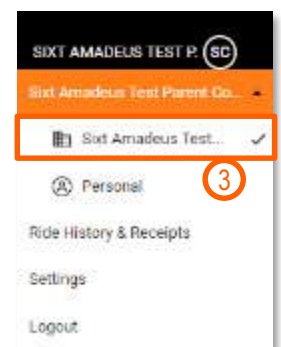 SIXT AMADEUS TEST P. SC
Sixt Amadeus Test Parent Co...
Sixt Amadeus Test...
Personal
3
Ride History & Receipts
Settings
Logout